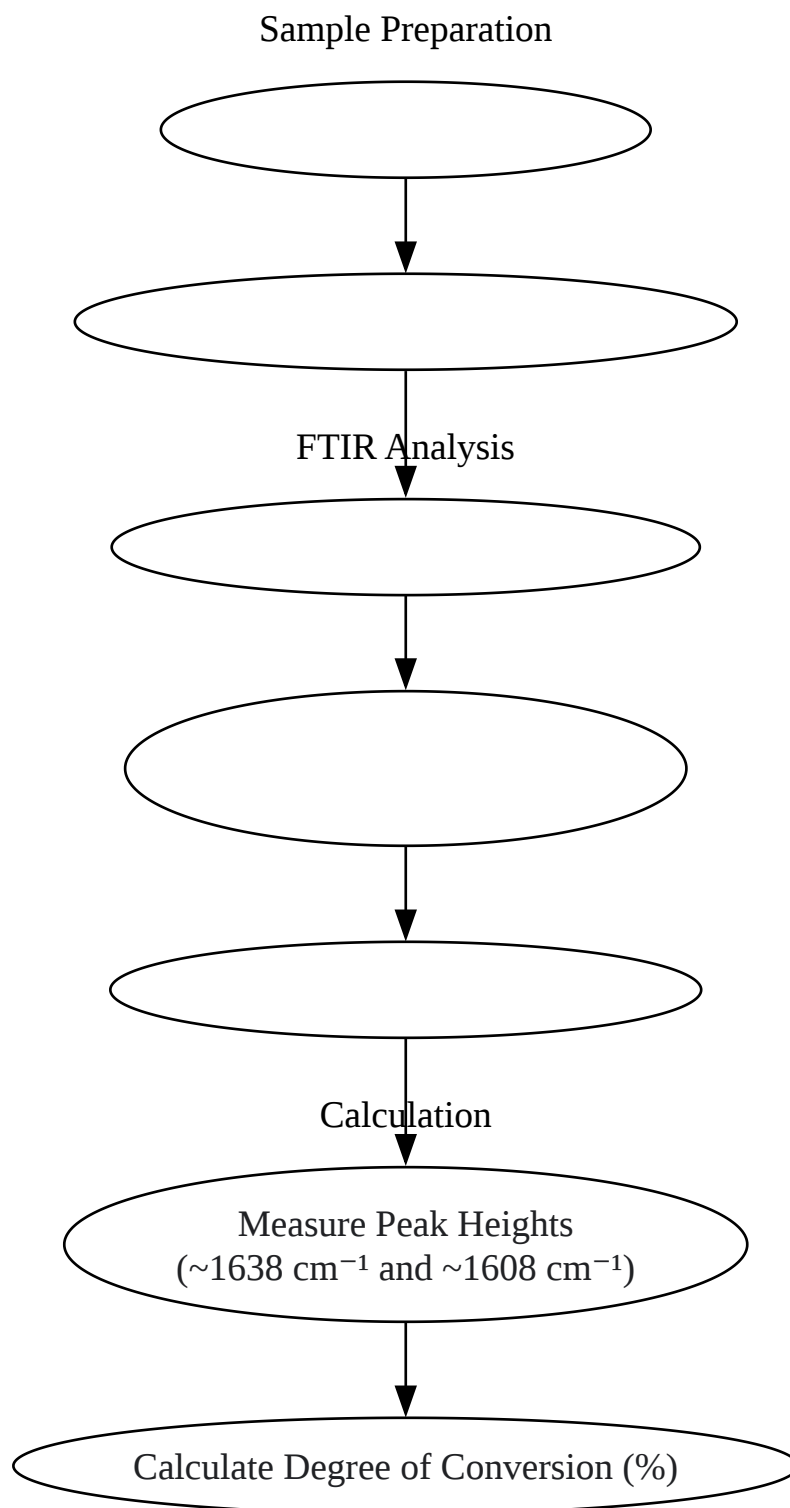 Sample Preparation
FTIR Analysis
Calculation
Measure Peak Heights
(~1638 cm⁻¹ and ~1608 cm⁻¹)
Calculate Degree of Conversion (%)